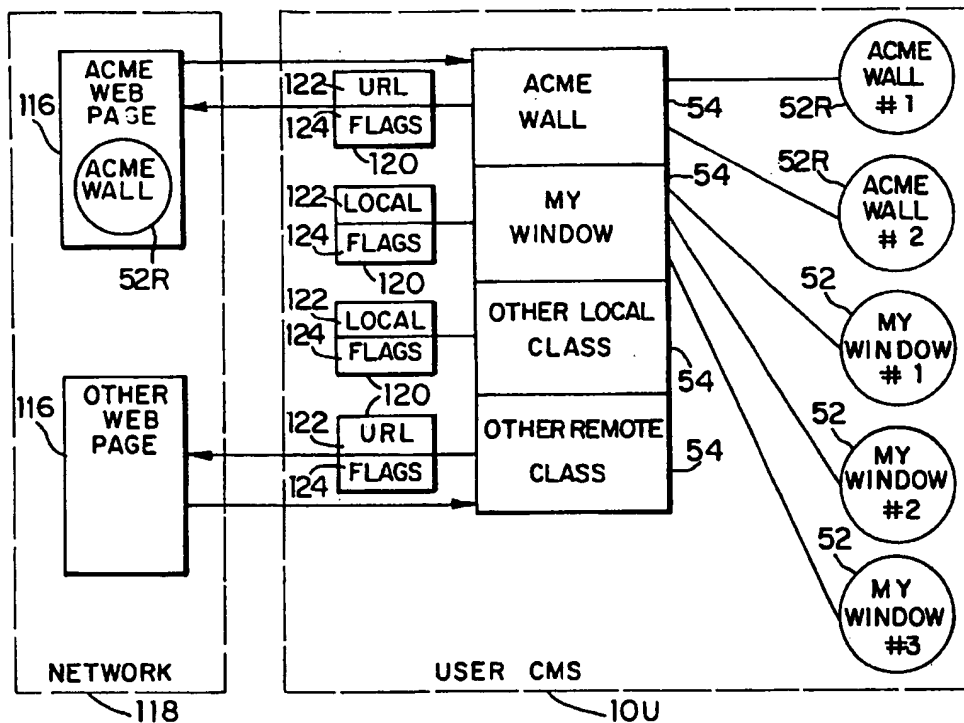 ACME
WEB
PAGE
116
ACME
WALL
52R
122
URL
124
FLAGS
120
ACME
WALL
54
ACME
WALL
# 1
52R
52R
ACME
WALL
# 2
122
LOCAL
124
FLAGS
120
MY
WINDOW
54
52
MY
WINDOW
# 1
122
LOCAL
124
FLAGS
120
OTHER LOCAL
CLASS
54
116
OTHER
WEB
PAGE
122
URL
124
FLAGS
OTHER REMOTE
CLASS
54
52
MY
WINDOW
#2
52
MY
WINDOW
#3
NETWORK
118
USER CMS
10U